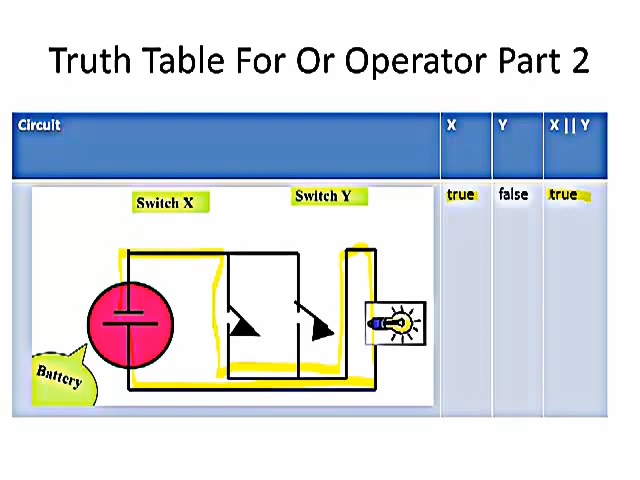 Truth Table For Or Operator Part 2
Circuit X Y X || Y
Switch X Switch Y true false true
Battery